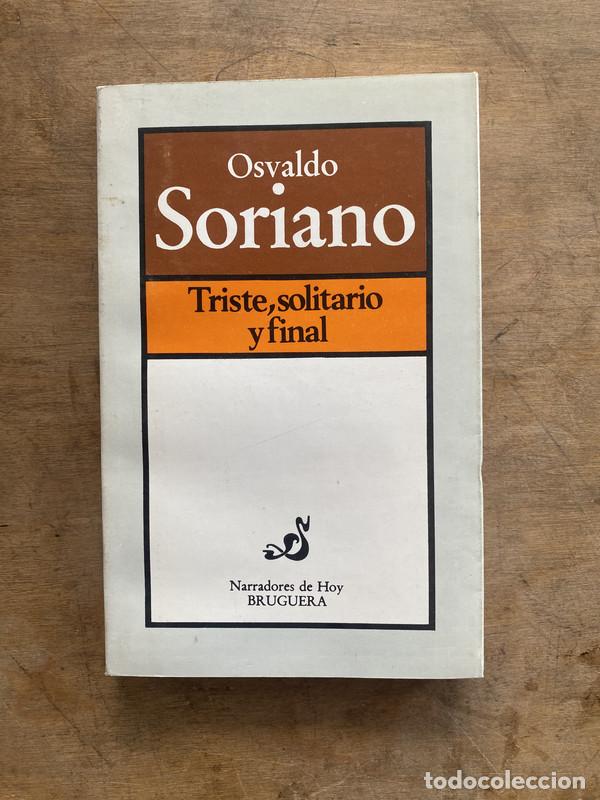 Osvaldo
Soriano
Triste, solitario
y final
Narradores de Hoy
BRUGUERA
todocoleccion